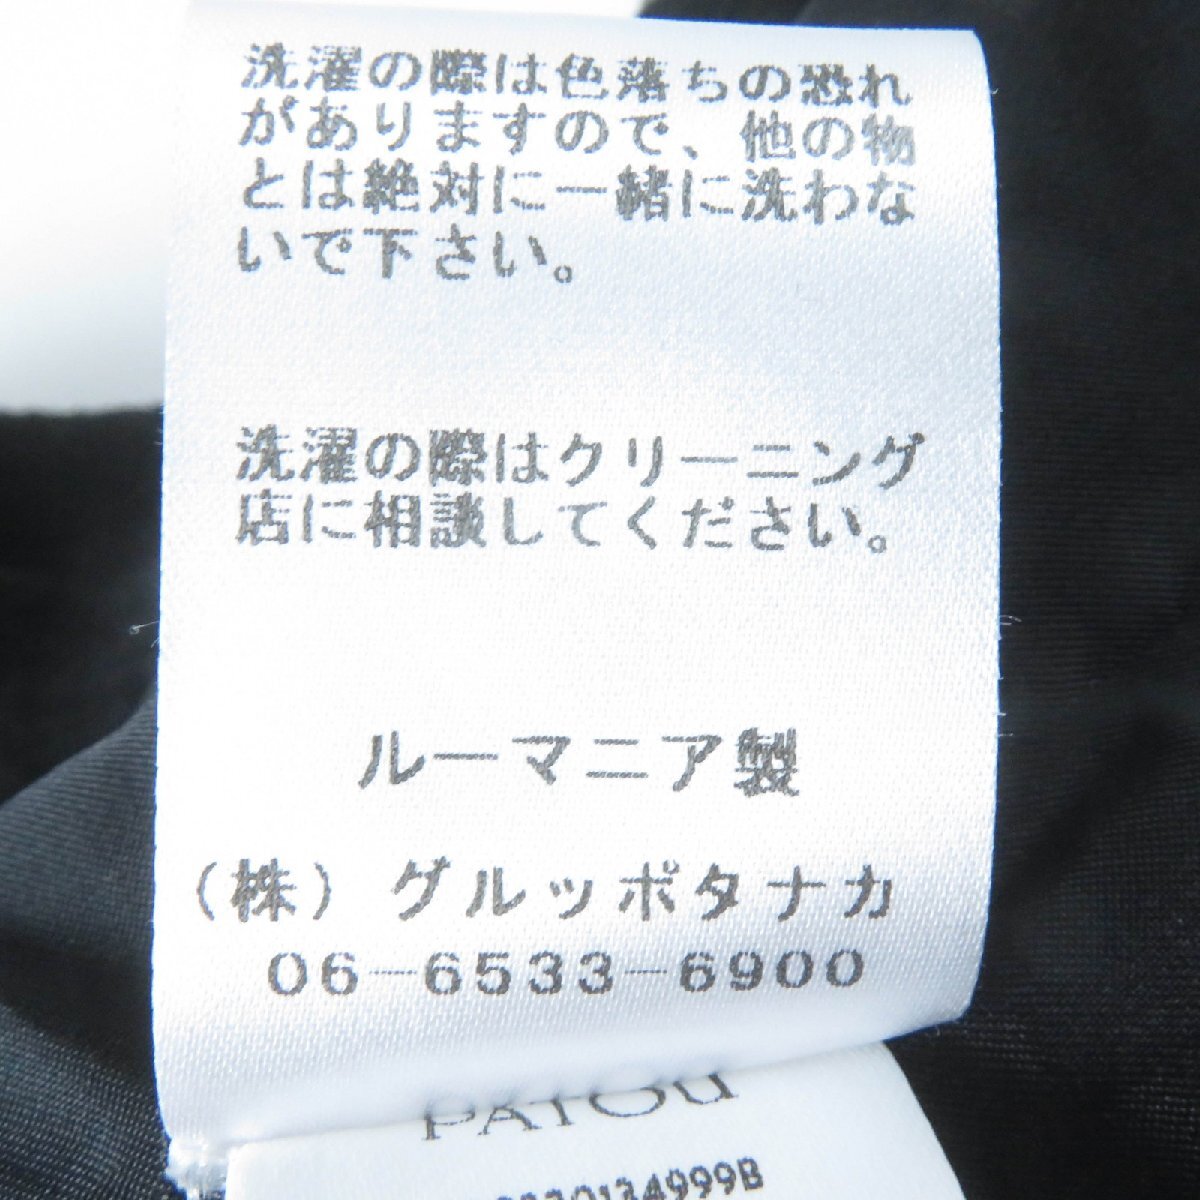 洗濯の際は色落ちの恐れ
がありますので、他の物
とは絶対に一緒に洗わな
いで下さい。
洗濯の際はクリーニング
店に相談してください。
ルーマニア製
(株)グルッポタナカ
06-6533-6900
PATOU